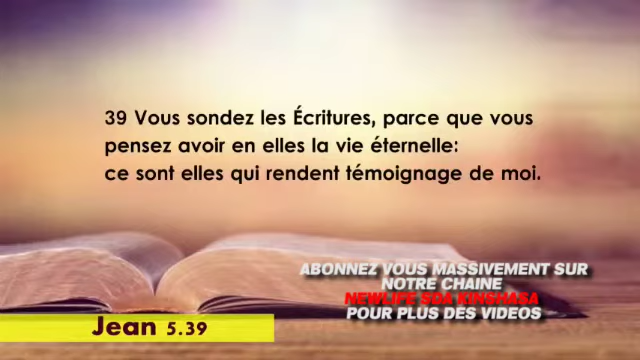 39 Vous sondez les Écritures, parce que vous
pensez avoir en elles la vie éternelle:
ce sont elles qui rendent témoignage de moi.
ABONNEZ VOUS MASSIVEMENT SUR
NOTRE CHAINE
NEWLIFE SDA KINSHASA
POUR PLUS DES VIDEOS
Jean 5.39